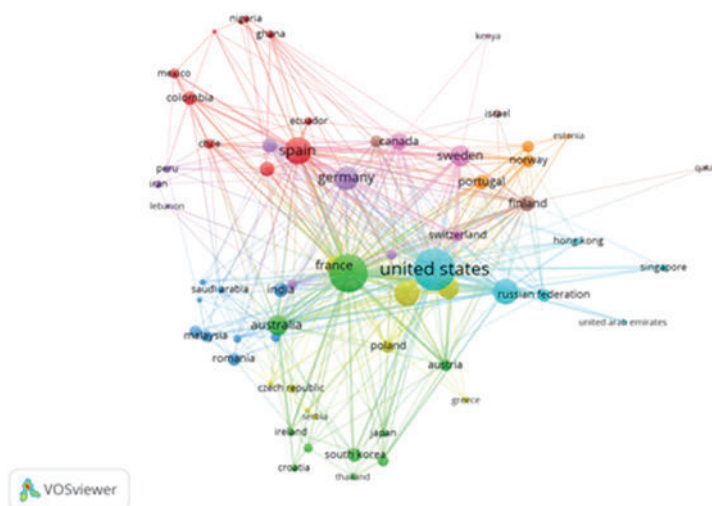 nigeria
ghana
kenya
mexico
colombia
israel
ecuador
estonia
chile
spain
canada
sweden
norway
qatar
peru
germany
portugal
iran
lebanon
finland
switzerland
hong kong
france
united states
singapore
saudi arabia
india
russian federation
malaysia
australia
united arab emirates
romania
poland
austria
czech republic
greece
serbia
ireland
japan
south korea
croatia
thailand
VOSviewer